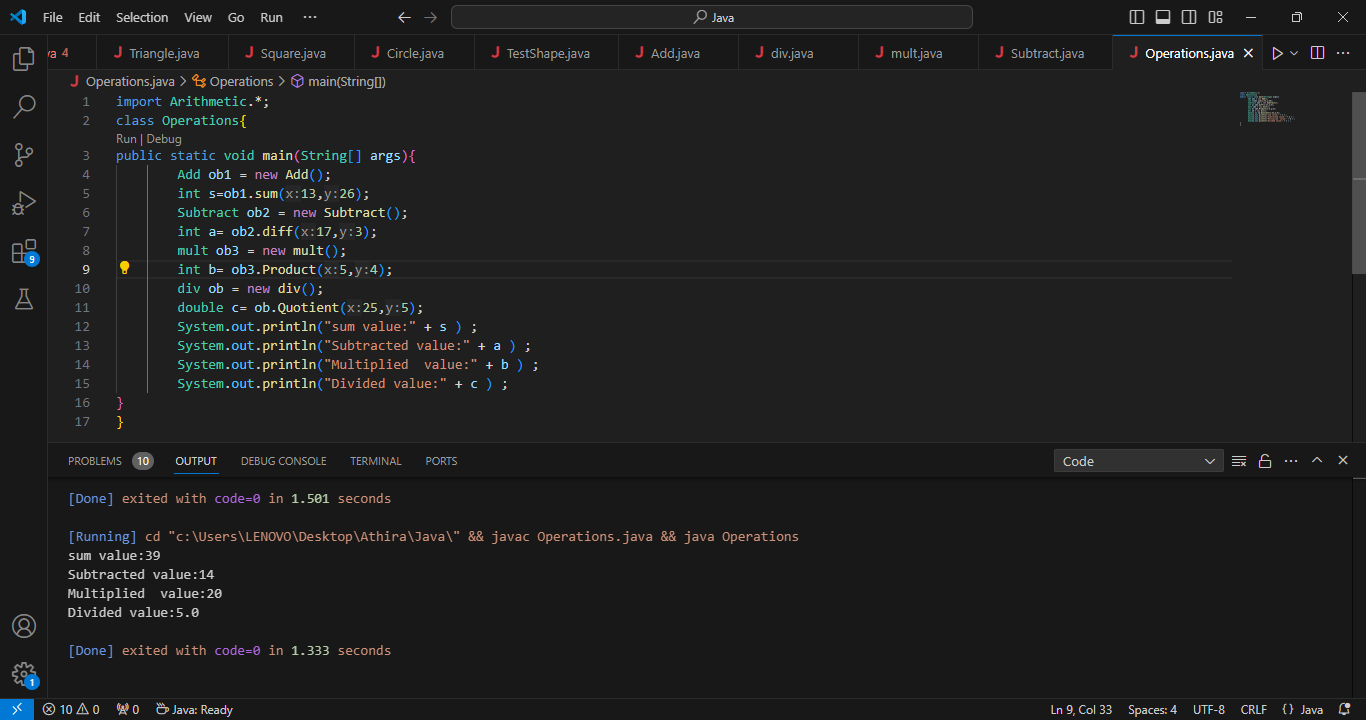 File Edit Selection View Go Run ··· Java
va 4 Triangle.java Square.java Circle.java TestShape.java Add.java div.java mult.java Subtract.java Operations.java
Operations.java > Operations > main(String[])
1 import Arithmetic.*;
2 class Operations{
Run | Debug
3 public static void main(String[] args){
4 Add ob1 = new Add();
5 int s=ob1.sum(x:13,y:26);
6 Subtract ob2 = new Subtract();
7 int a= ob2.diff(x:17,y:3);
8 mult ob3 = new mult();
9 int b= ob3.Product(x:5,y:4);
10 div ob = new div();
11 double c= ob.Quotient(x:25,y:5);
12 System.out.println("sum value:" + s ) ;
13 System.out.println("Subtracted value:" + a ) ;
14 System.out.println("Multiplied  value:" + b ) ;
15 System.out.println("Divided value:" + c ) ;
16 }
17 }
PROBLEMS 10 OUTPUT DEBUG CONSOLE TERMINAL PORTS Code
[Done] exited with code=0 in 1.501 seconds
[Running] cd "c:\Users\LENOVO\Desktop\Athira\Java\" && javac Operations.java && java Operations
sum value:39
Subtracted value:14
Multiplied  value:20
Divided value:5.0
[Done] exited with code=0 in 1.333 seconds
9
1
10 0 0 Java: Ready Ln 9, Col 33 Spaces: 4 UTF-8 CRLF {} Java